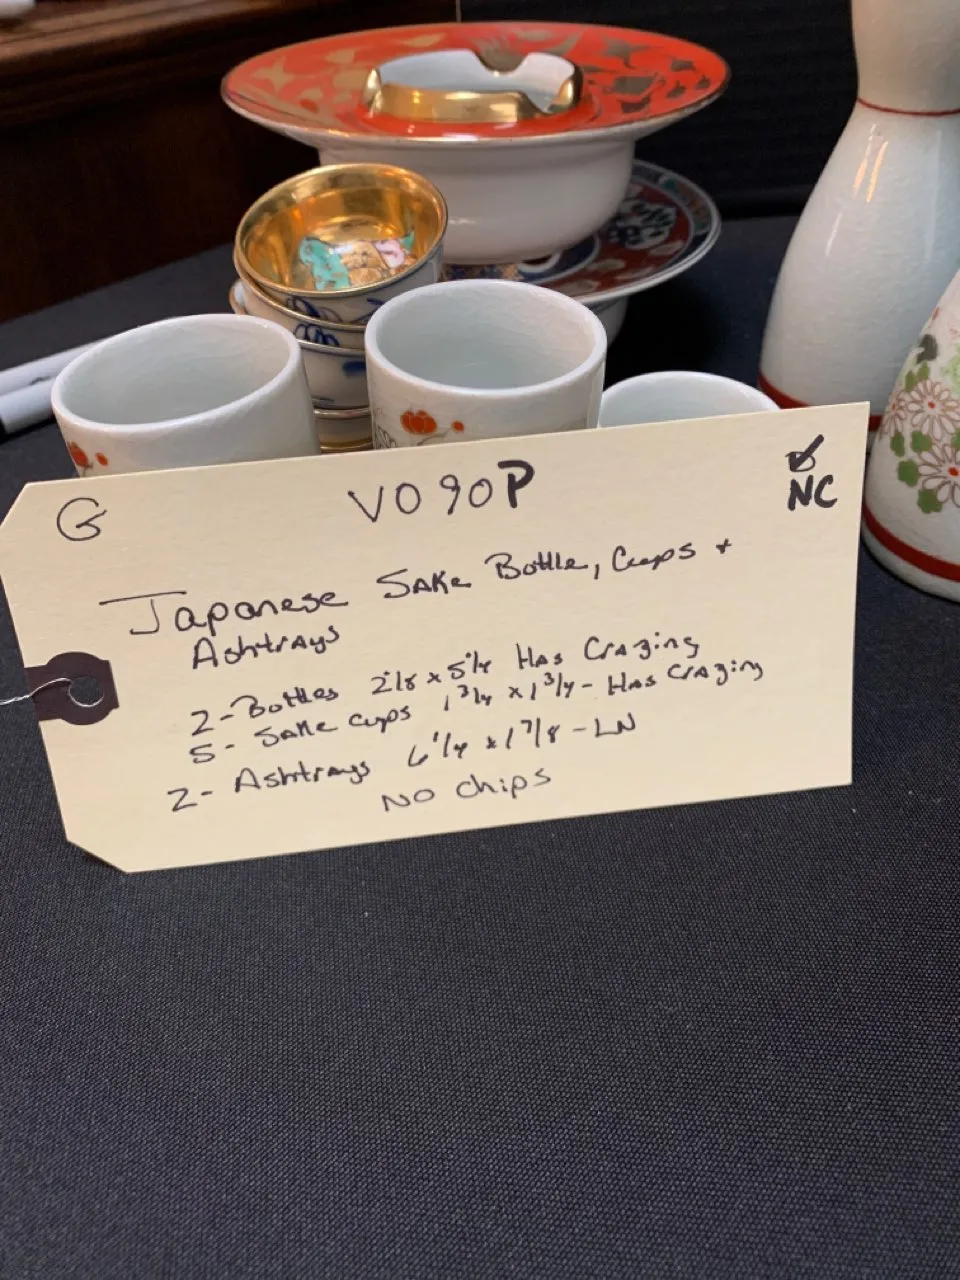 G V090P NC
Japanese Sake Bottle, Cups +
Ashtrays
2- Bottles 2 1/8 x 5 1/4 Has Crazing
5- Sake Cups 1 3/4 x 1 3/4 - Has Crazing
2- Ashtrays 6 1/4 x 1 7/8 - LN
No Chips